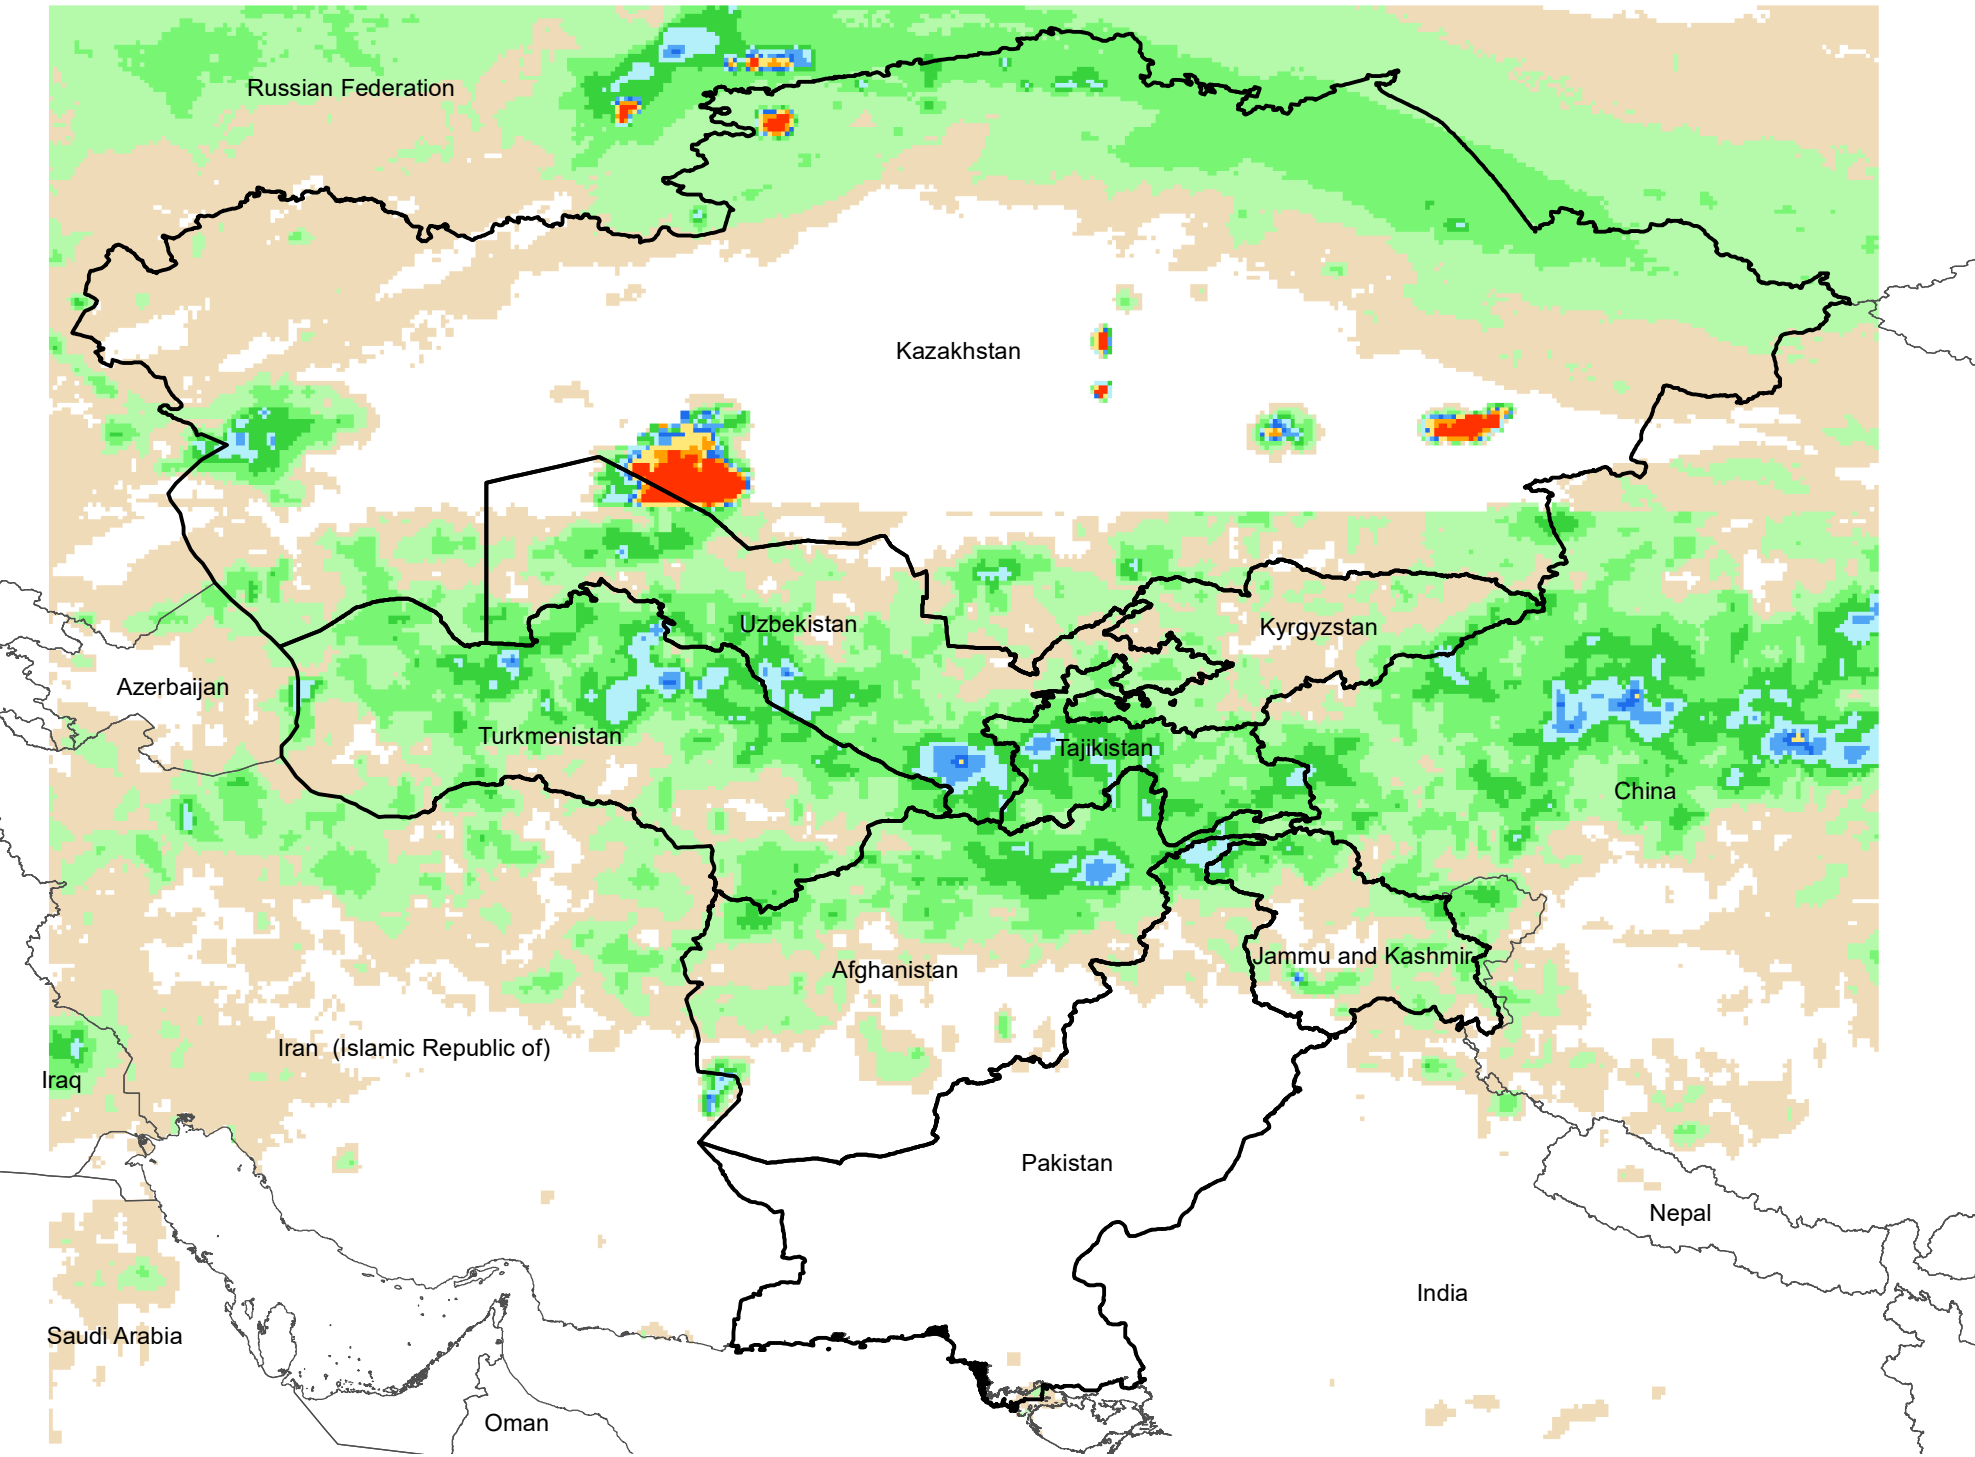 Russian Federation
Kazakhstan
Uzbekistan
Kyrgyzstan
Azerbaijan
Turkmenistan
Tajikistan
China
Jammu and Kashmir
Afghanistan
Iran  (Islamic Republic of)
Iraq
Pakistan
Nepal
India
Saudi Arabia
Oman